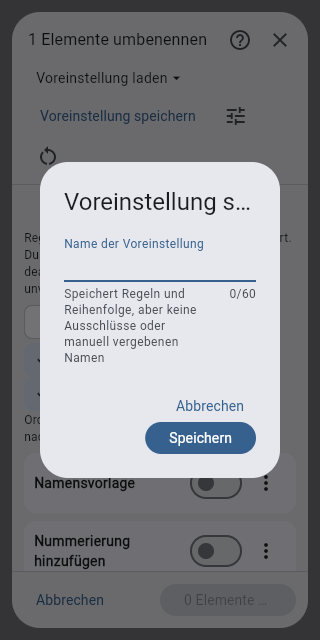 1 Elemente umbenennen
Voreinstellung laden
Voreinstellung speichern
Voreinstellung s...
Name der Voreinstellung
Speichert Regeln und
Reihenfolge, aber keine
Ausschlüsse oder
manuell vergebenen
Namen
0/60
Abbrechen
Speichern
Namensvorlage
Nummerierung
hinzufügen
Abbrechen
0 Elemente ...